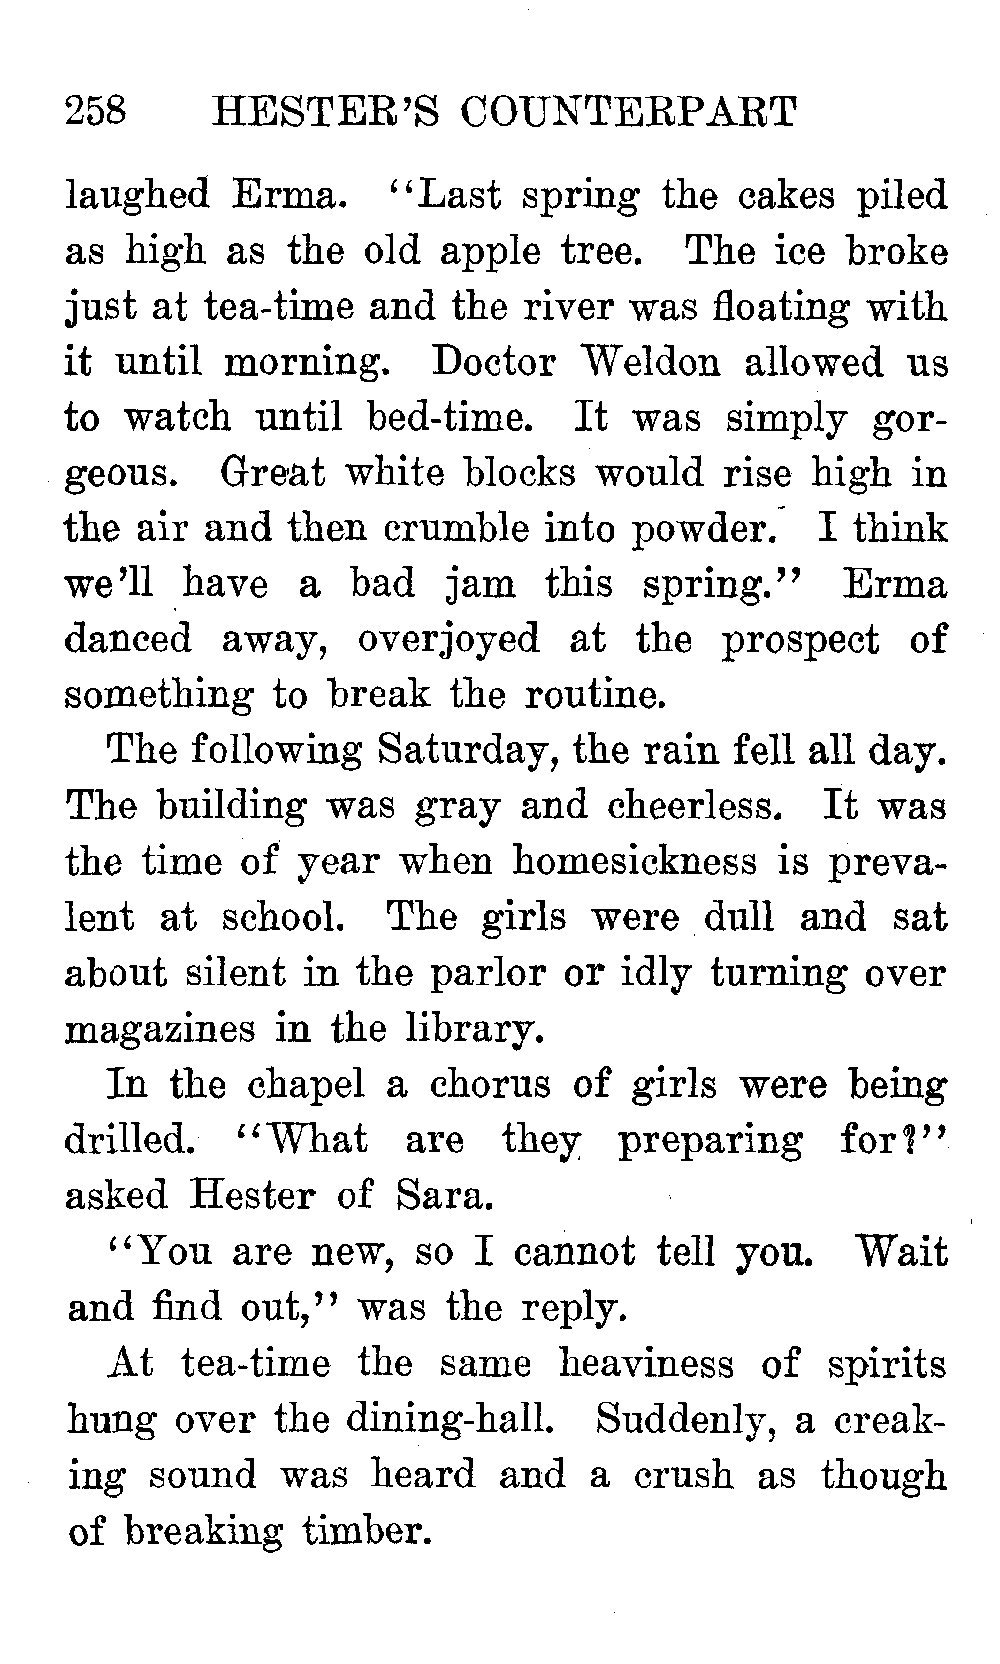 258 HESTER'S COUNTERPART
laughed Erma. "Last spring the cakes piled
as high as the old apple tree. The ice broke
just at tea-time and the river was floating with
it until morning. Doctor Weldon allowed us
to watch until bed-time. It was simply gor-
geous. Great white blocks would rise high in
the air and then crumble into powder. I think
we'll have a bad jam this spring." Erma
danced away, overjoyed at the prospect of
something to break the routine.
The following Saturday, the rain fell all day.
The building was gray and cheerless. It was
the time of year when homesickness is preva-
lent at school. The girls were dull and sat
about silent in the parlor or idly turning over
magazines in the library.
In the chapel a chorus of girls were being
drilled. "What are they preparing for?"
asked Hester of Sara.
"You are new, so I cannot tell you. Wait
and find out," was the reply.
At tea-time the same heaviness of spirits
hung over the dining-hall. Suddenly, a creak-
ing sound was heard and a crush as though
of breaking timber.